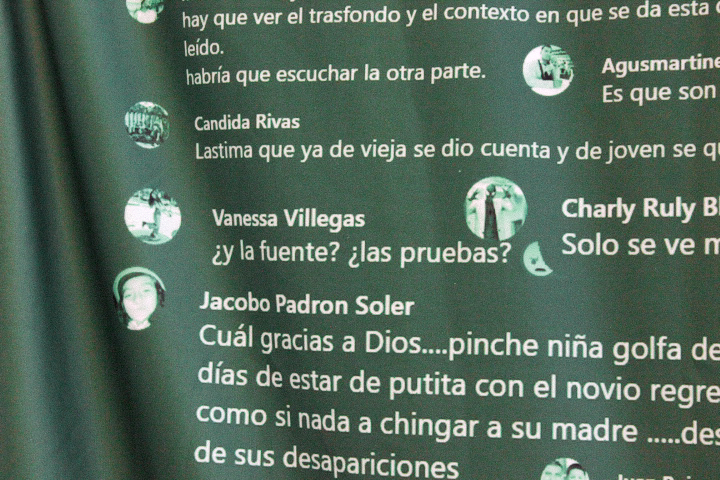 hay que ver el trasfondo y el contexto en que se da esta
leído.
habría que escuchar la otra parte.
Agusmartine
Es que son
Candida Rivas
Lastima que ya de vieja se dio cuenta y de joven se q
Vanessa Villegas
¿y la fuente? ¿las pruebas?
Charly Ruly B
Solo se ve m
Jacobo Padron Soler
Cuál gracias a Dios....pinche niña golfa de
días de estar de putita con el novio regre
como si nada a chingar a su madre .....des
de sus desapariciones